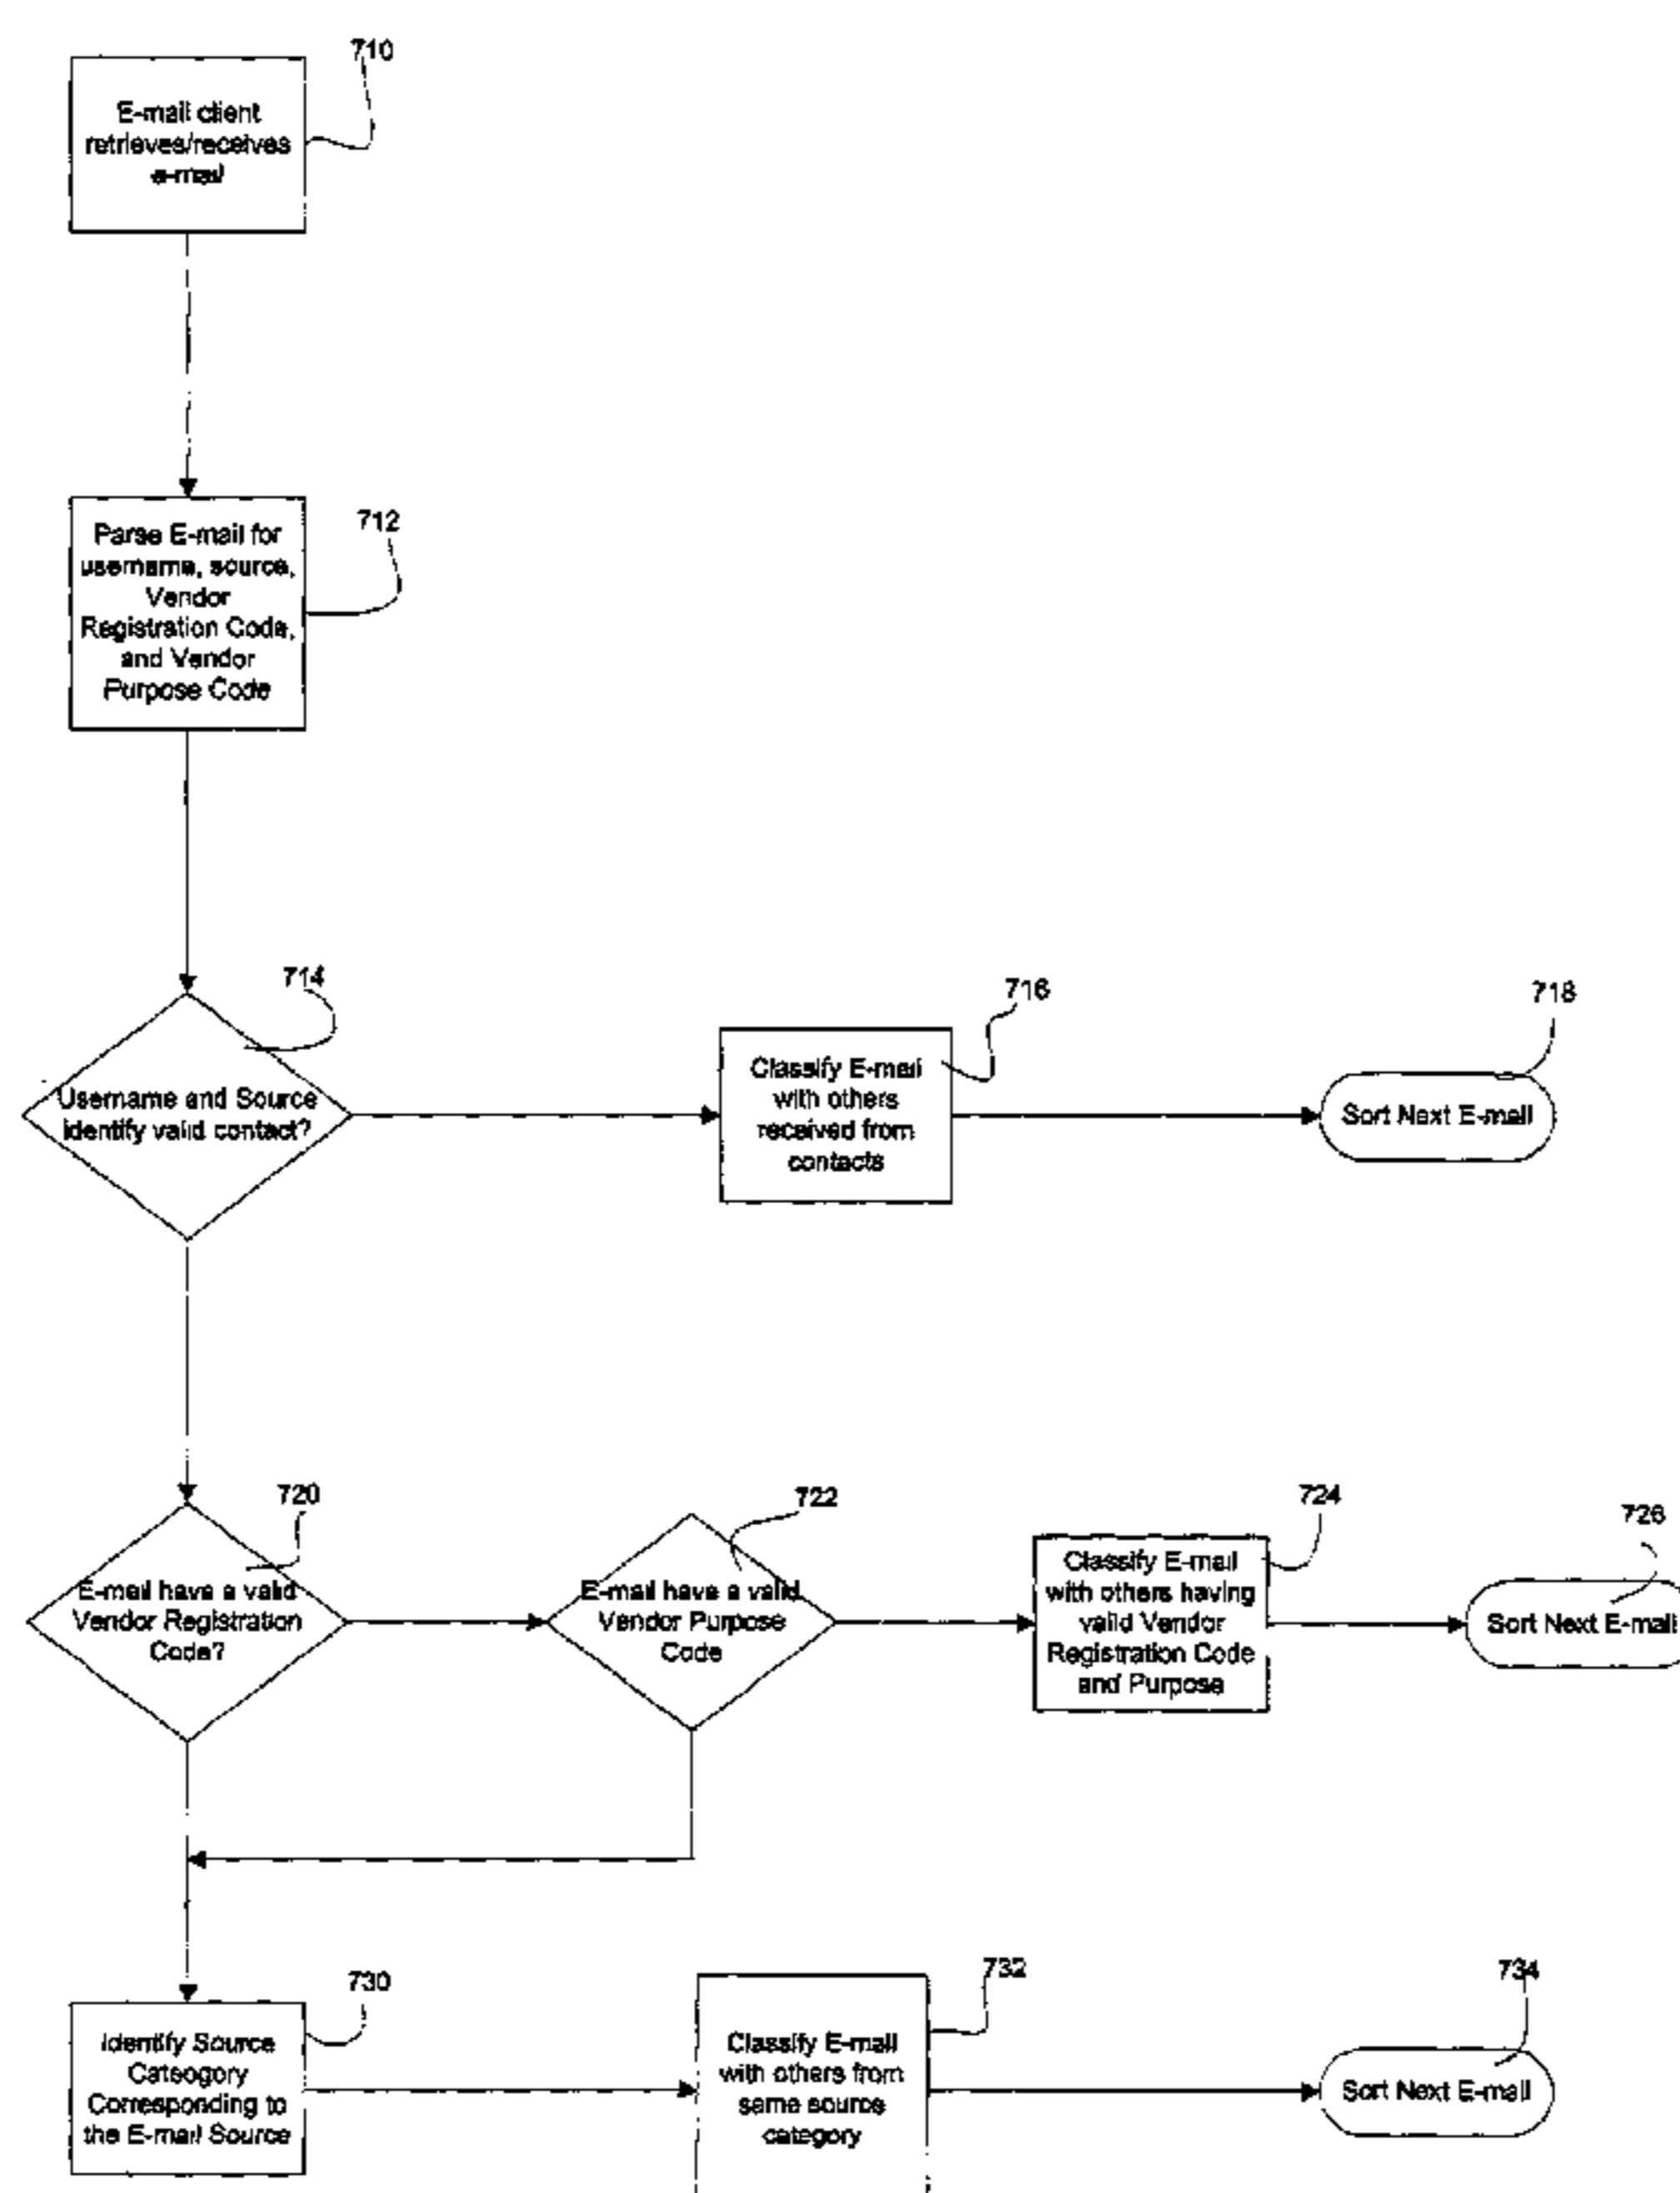 710
E-mail client
retrieves/receives
e-mail
712
Parse E-mail for
username, source,
Vendor
Registration Code,
and Vendor
Purpose Code
714
Username and Source
identify valid contact?
716
Classify E-mail
with others
received from
contacts
718
Sort Next E-mail
720
E-mail have a valid
Vendor Registration
Code?
722
E-mail have a valid
Vendor Purpose
Code
724
Classify E-mail
with others having
valid Vendor
Registration Code
and Purpose
726
Sort Next E-mail
730
Identify Source
Cateogory
Corresponding to
the E-mail Source
732
Classify E-mail
with others from
same source
category
734
Sort Next E-mail